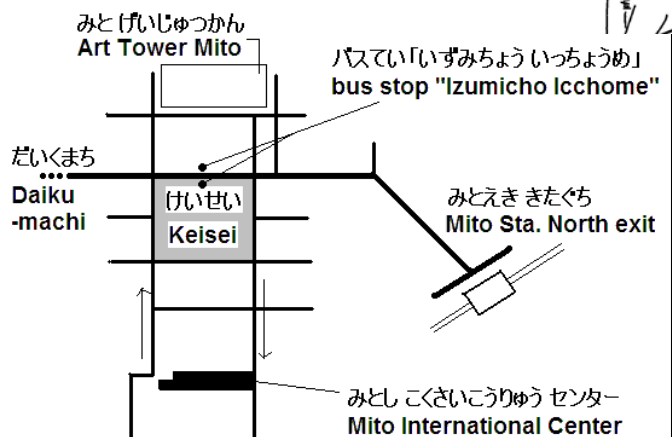 みと げいじゅつかん
Art Tower Mito
バスてい「いずみちょう いっちょうめ」
bus stop "Izumicho Icchome"
だいくまち
Daiku
-machi
けいせい
Keisei
みとえき きたぐち
Mito Sta. North exit
みとし こくさいこうりゅう センター
Mito International Center